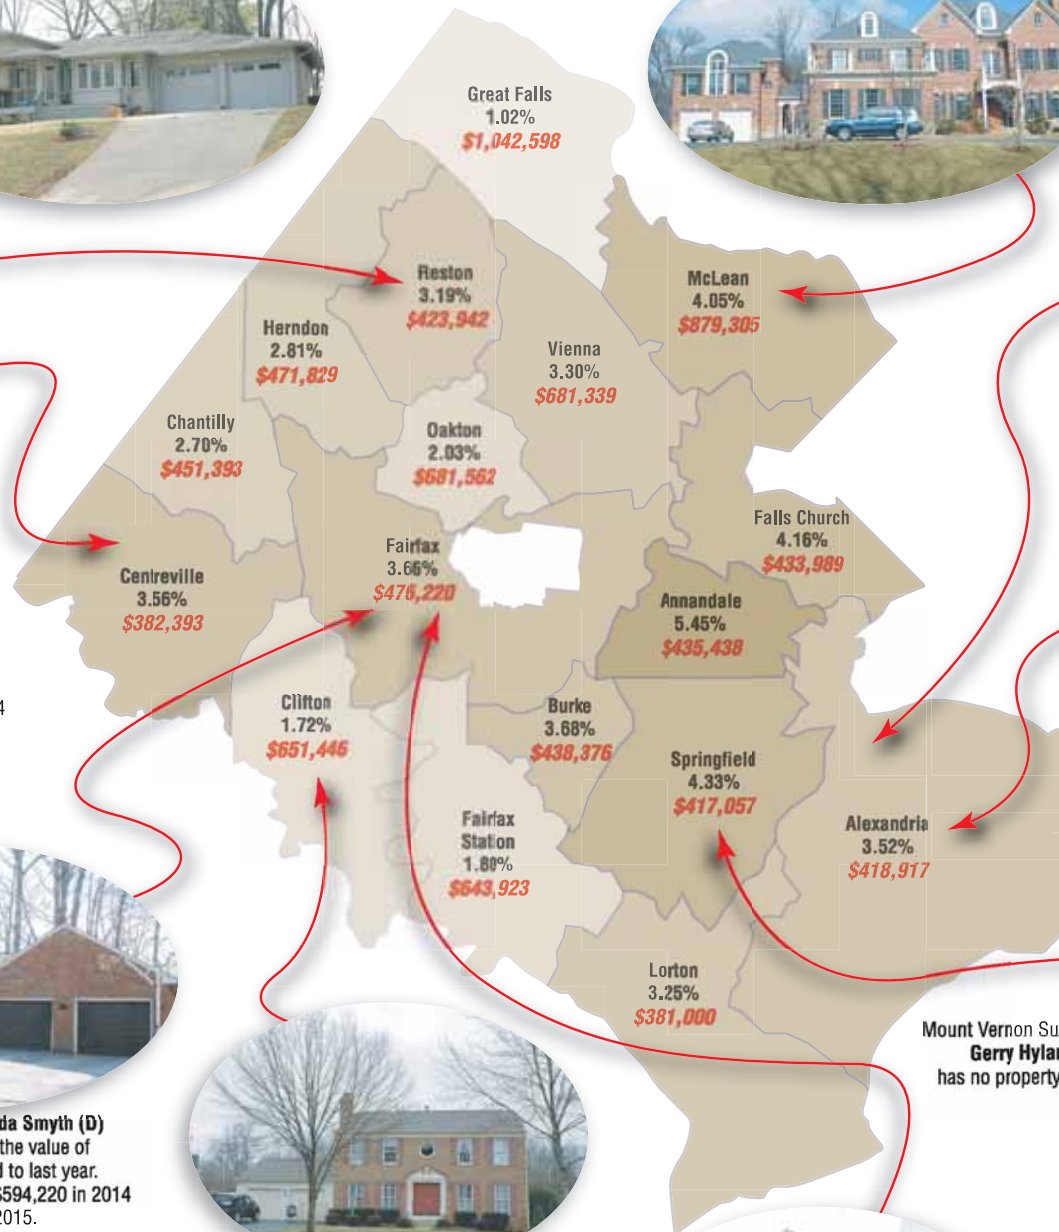 Great Falls
1.02%
$1,042,598
Reston
3.19%
$423,942
McLean
4.05%
$879,305
Herndon
2.81%
$471,829
Vienna
3.30%
$681,339
Chantilly
2.70%
$451,393
Oakton
2.03%
$681,562
Falls Church
4.16%
$433,989
Fairfax
3.66%
$476,220
Centreville
3.56%
$382,393
Annandale
5.45%
$435,438
Clifton
1.72%
$651,446
4
Burke
3.68%
$438,376
Springfield
4.33%
$417,057
Fairfax
Station
1.80%
$643,923
Alexandria
3.52%
$418,917
Lorton
3.25%
$381,000
Mount Vernon Su
Gerry Hylan
has no property
da Smyth (D)
the value of
d to last year.
$594,220 in 2014
2015.